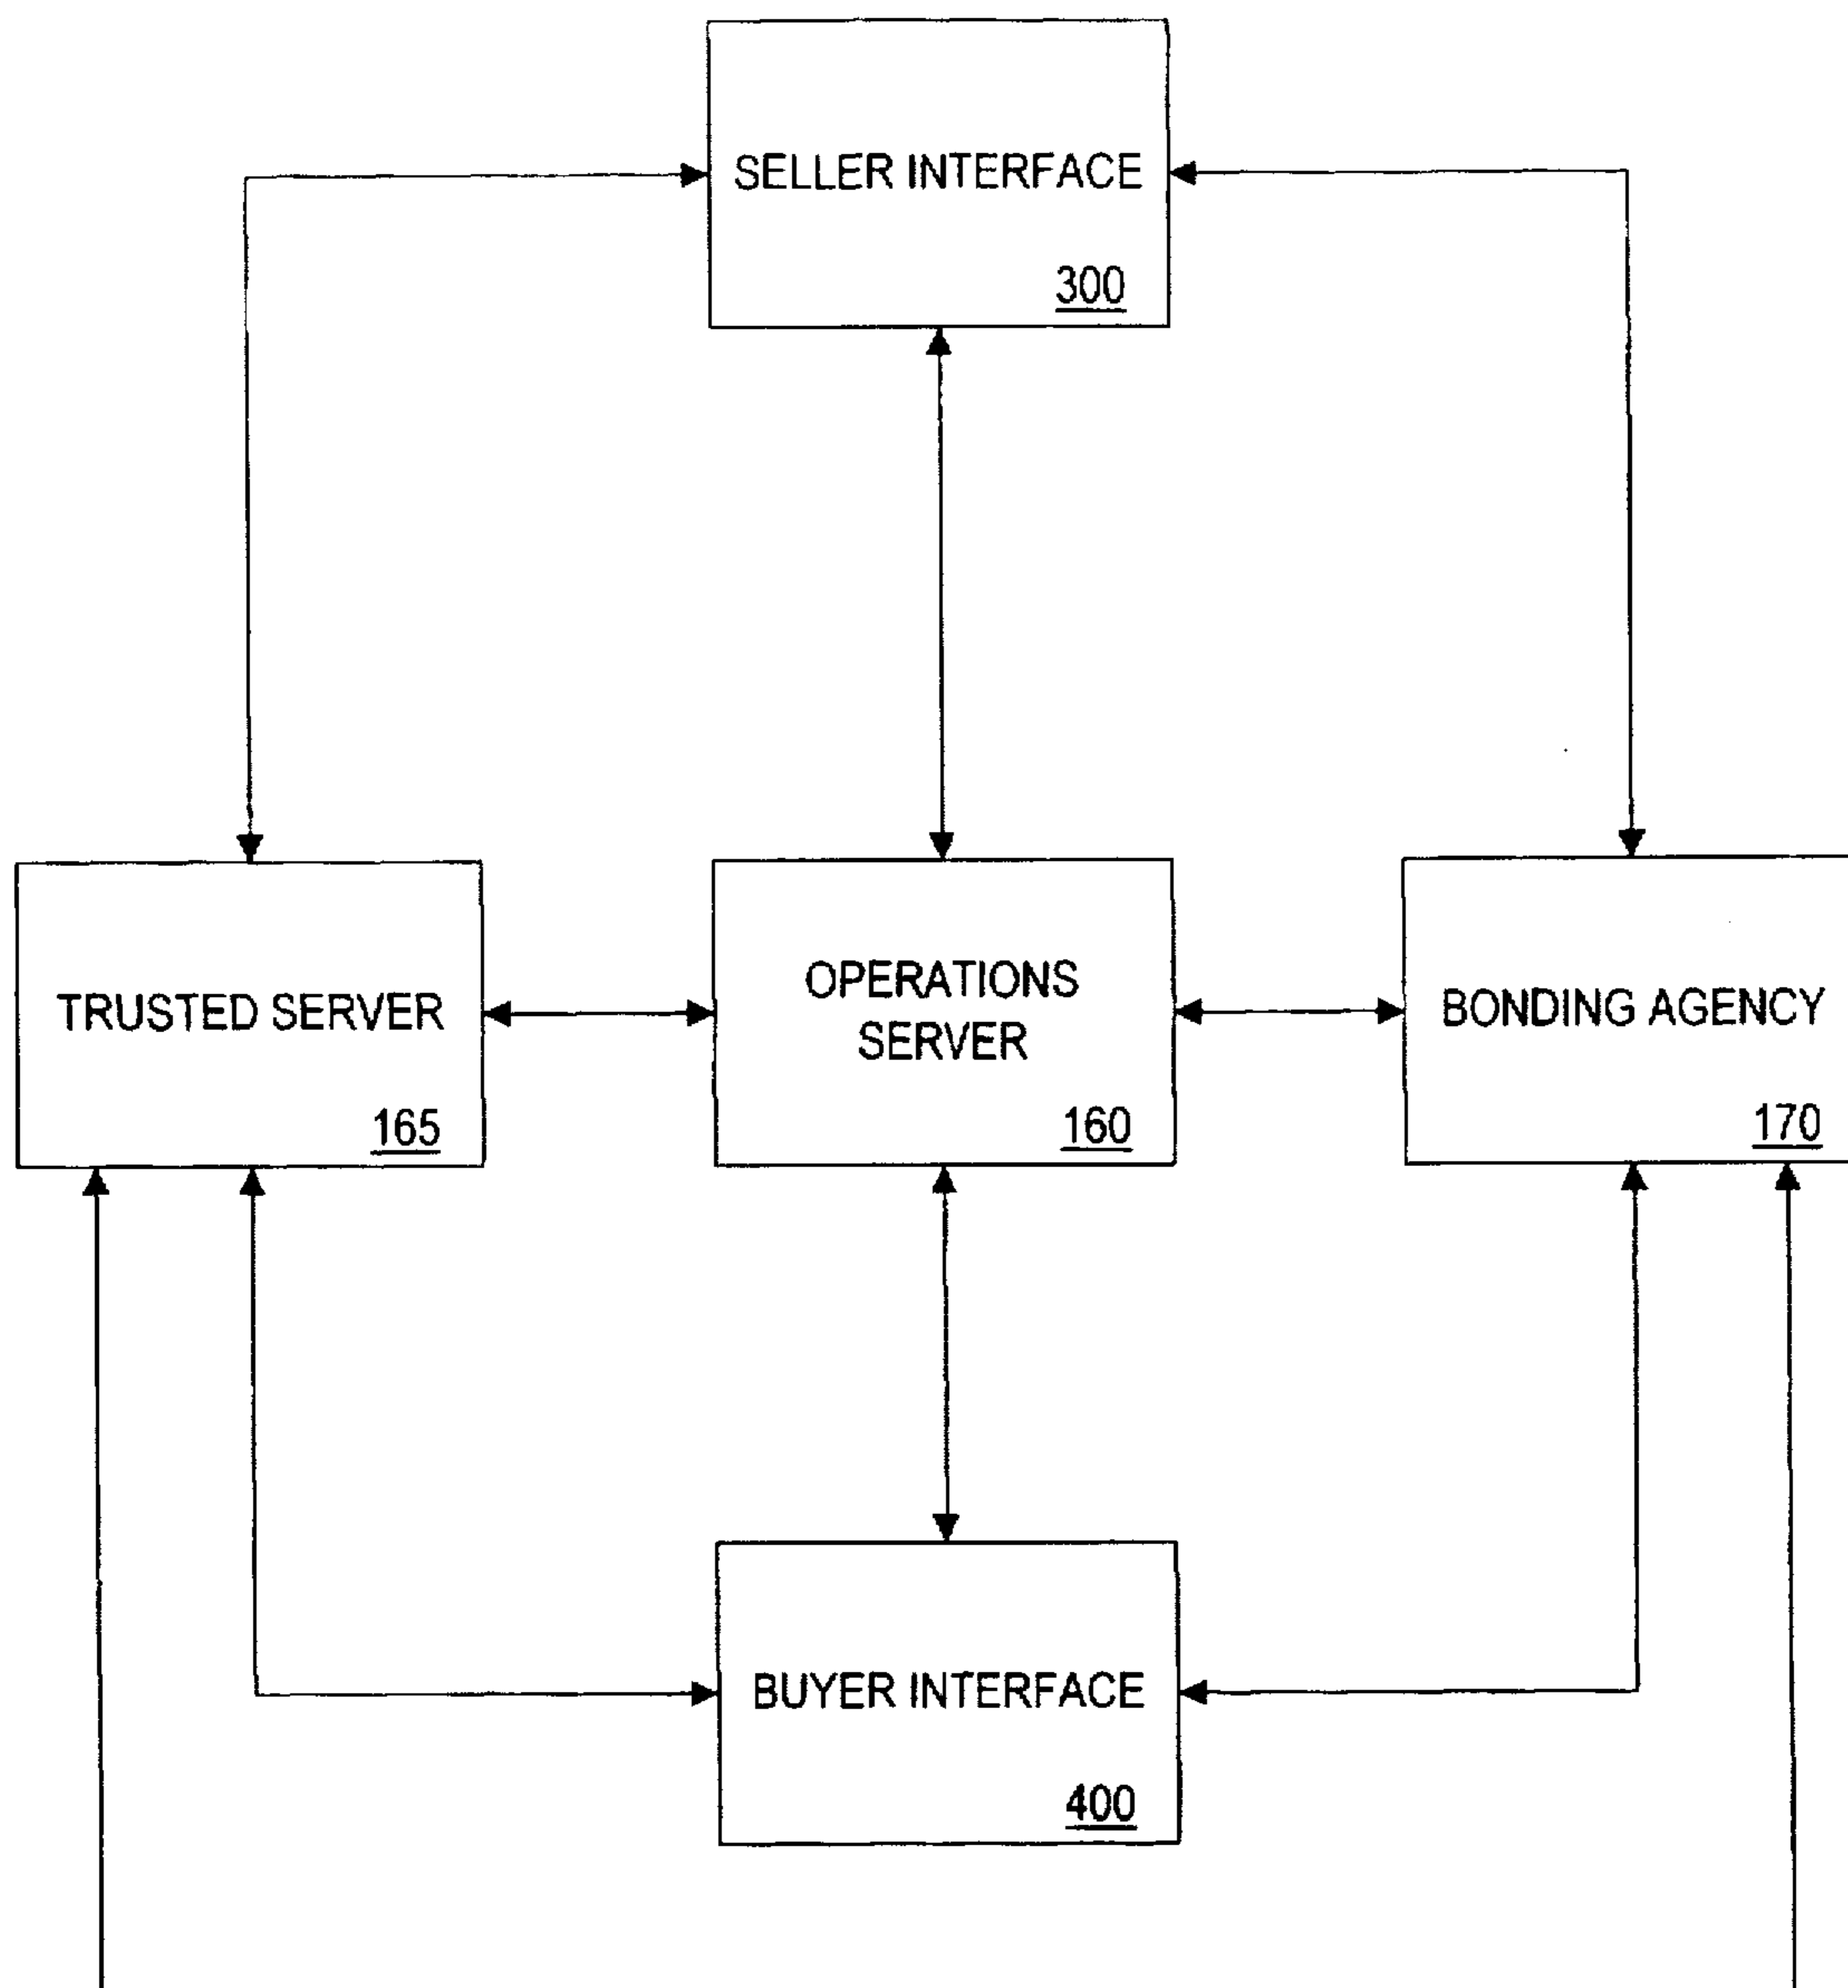 SELLER INTERFACE
300
TRUSTED SERVER
165
OPERATIONS
SERVER
160
BONDING AGENCY
170
BUYER INTERFACE
400